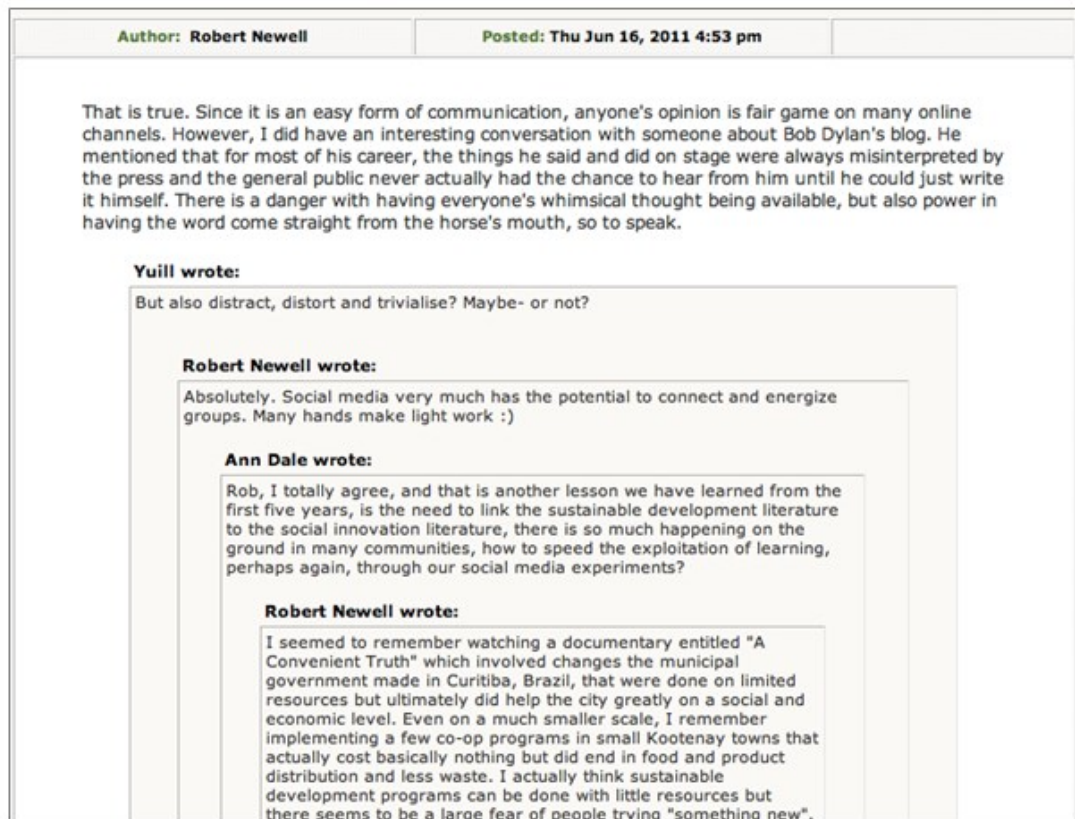 Author: Robert Newell
Posted: Thu Jun 16, 2011 4:53 pm
That is true. Since it is an easy form of communication, anyone's opinion is fair game on many online
channels. However, I did have an interesting conversation with someone about Bob Dylan's blog. He
mentioned that for most of his career, the things he said and did on stage were always misinterpreted by
the press and the general public never actually had the chance to hear from him until he could just write
it himself. There is a danger with having everyone's whimsical thought being available, but also power in
having the word come straight from the horse's mouth, so to speak.
Yuill wrote:
But also distract, distort and trivialise? Maybe- or not?
Robert Newell wrote:
Absolutely. Social media very much has the potential to connect and energize
groups. Many hands make light work :)
Ann Dale wrote:
Rob, I totally agree, and that is another lesson we have learned from the
first five years, is the need to link the sustainable development literature
to the social innovation literature, there is so much happening on the
ground in many communities, how to speed the exploitation of learning,
perhaps again, through our social media experiments?
Robert Newell wrote:
I seemed to remember watching a documentary entitled "A
Convenient Truth" which involved changes the municipal
government made in Curitiba, Brazil, that were done on limited
resources but ultimately did help the city greatly on a social and
economic level. Even on a much smaller scale, I remember
implementing a few co-op programs in small Kootenay towns that
actually cost basically nothing but did end in food and product
distribution and less waste. I actually think sustainable
development programs can be done with little resources but
there seems to be a large fear of people trying "something new".